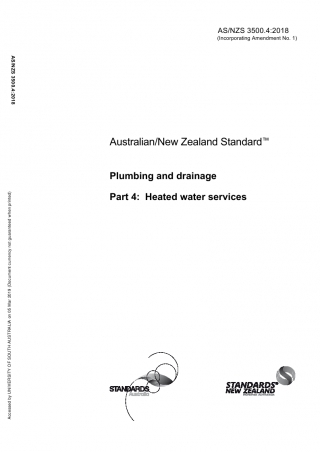 AS/NZS 3500.4:2018
(Incorporating Amendment No. 1)
AS/NZS 3500.4:2018
Australian/New Zealand Standard™
Plumbing and drainage
Part 4: Heated water services
Accessed by UNIVERSITY OF SOUTH AUSTRALIA on 05 Mar 2019 (Document currency not guaranteed when printed)
STANDARDS
Australia
STANDARDS
NEW ZEALAND